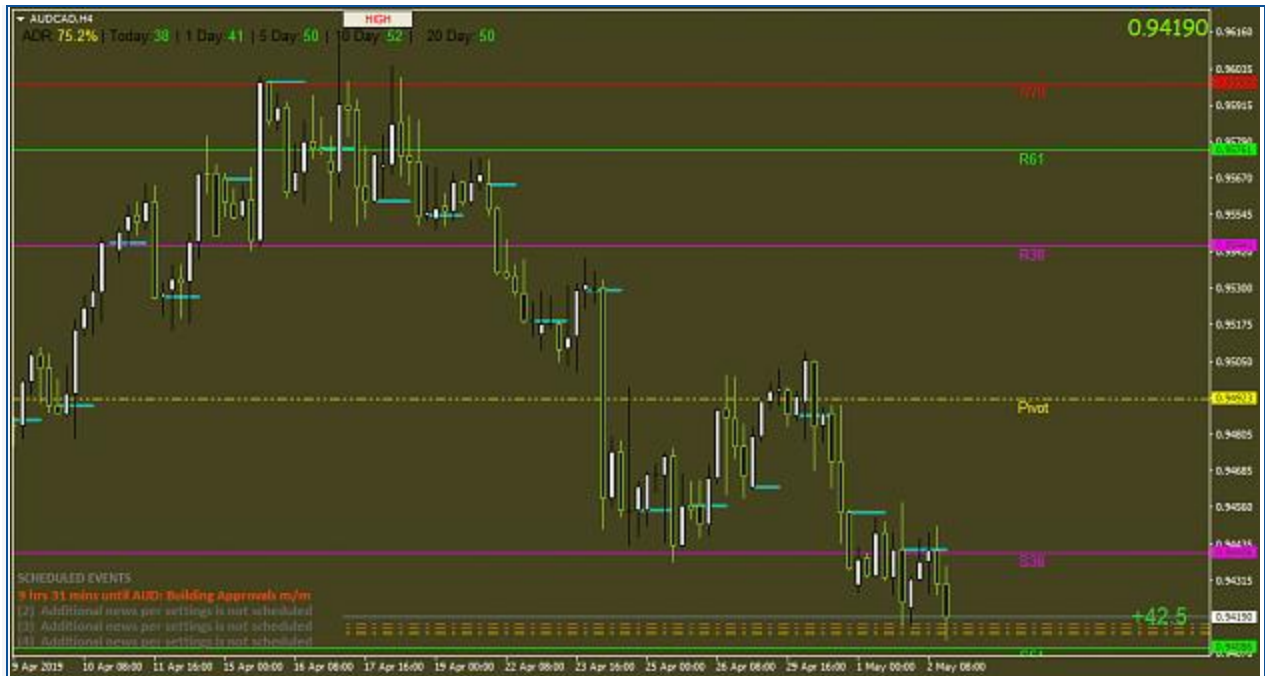 AUDCAD,H4
HIGH
ADR: 75.2% | Today: 38 | 1 Day: 41 | 5 Day: 50 | 10 Day: 52 | 20 Day: 50
0.94190
0.96160
0.96035
0.95915
R61
0.95670
0.95545
R38
0.95300
0.95175
0.95050
0.94923
Pivot
0.94805
0.94685
0.94560
0.94435
S38
0.94315
SCHEDULED EVENTS
9 hrs 31 mins until AUD: Building Approvals m/m
(2) Additional news per settings is not scheduled
(3) Additional news per settings is not scheduled
(4) Additional news per settings is not scheduled
+42.5
0.94190
9 Apr 2019 10 Apr 08:00 11 Apr 16:00 15 Apr 00:00 16 Apr 08:00 17 Apr 16:00 19 Apr 00:00 22 Apr 08:00 23 Apr 16:00 25 Apr 00:00 26 Apr 08:00 29 Apr 16:00 1 May 00:00 2 May 08:00